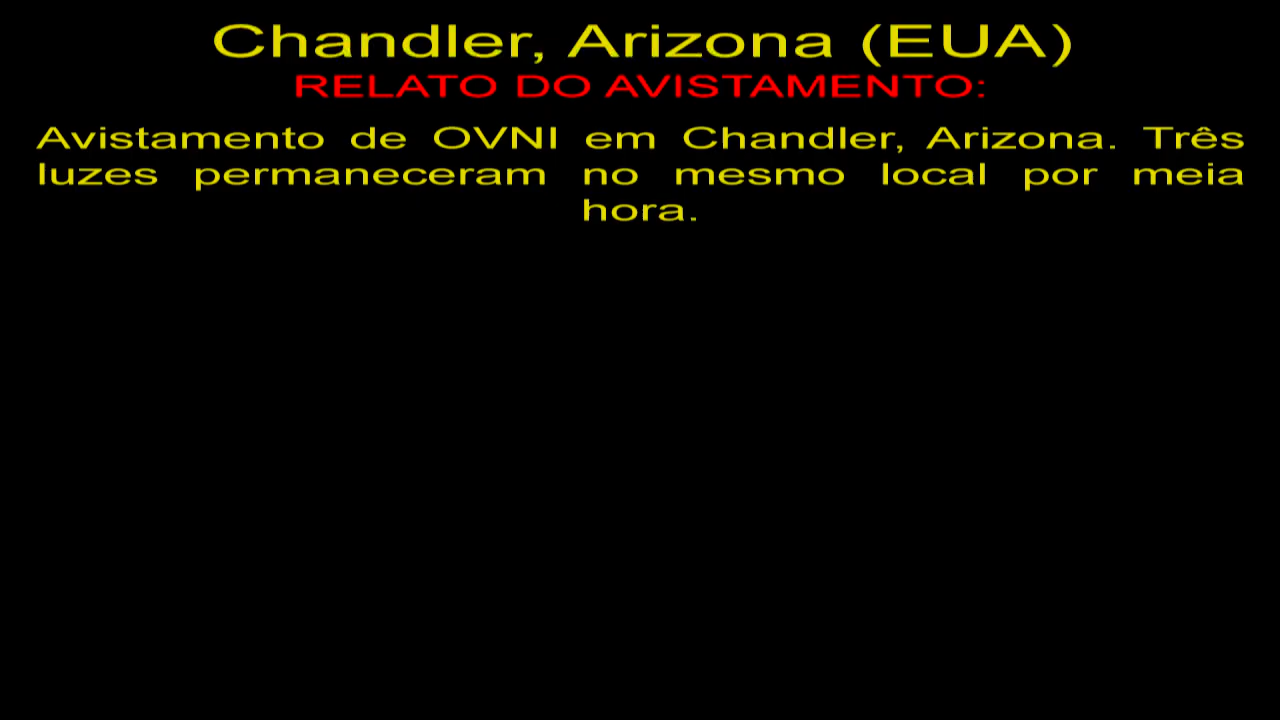 Chandler, Arizona (EUA)
RELATO DO AVISTAMENTO:
Avistamento de OVNI em Chandler, Arizona. Três
luzes permaneceram no mesmo local por meia
hora.